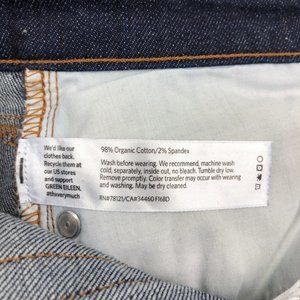 We'd like our
clothes back.
Recycle them at
our US stores
and support
GREEN EILEEN.
#thxverymuch
98% Organic Cotton/2% Spandex
Wash before wearing. We recommend, machine wash
cold, separately, inside out, no bleach. Tumble dry low.
Remove promptly. Color transfer may occur with wearing
and washing. May be dry cleaned.
RN#78121/CA#34460 F16BD